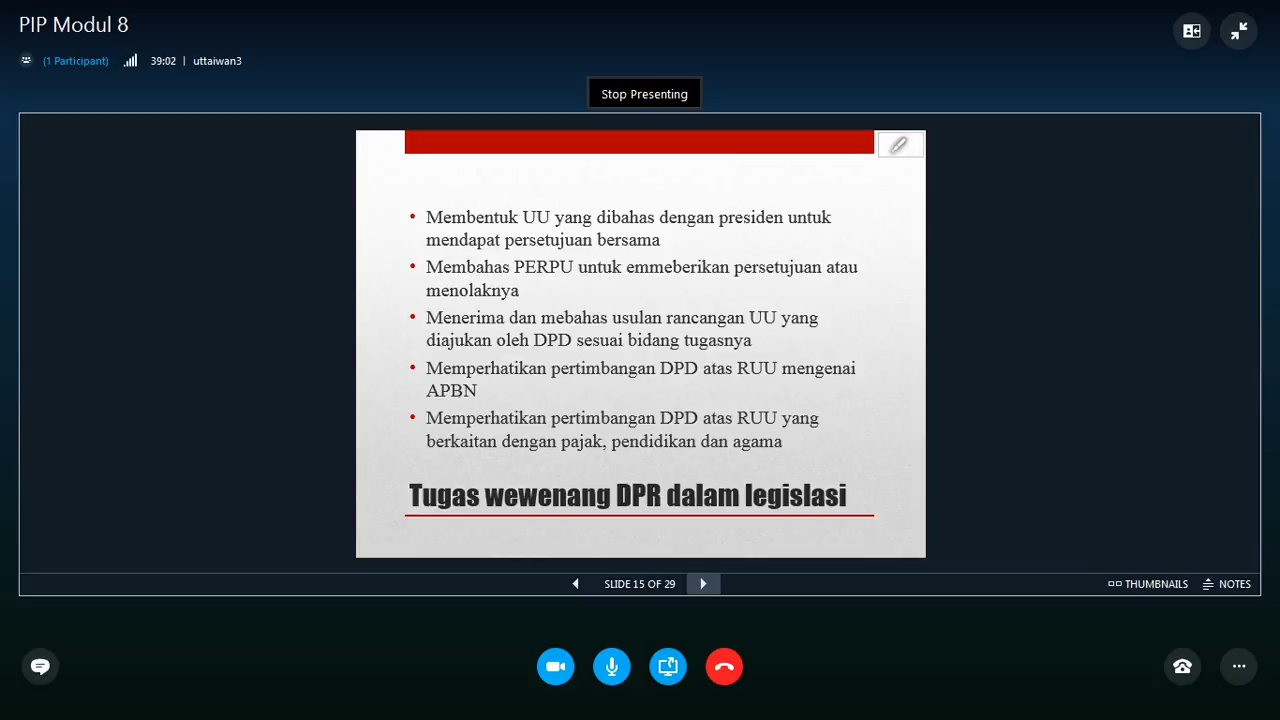 PIP Modul 8
(1 Participant) 39:02 | uttaiwan3
Stop Presenting
• Membentuk UU yang dibahas dengan presiden untuk
mendapat persetujuan bersama
• Membahas PERPU untuk emmeberikan persetujuan atau
menolaknya
• Menerima dan mebahas usulan rancangan UU yang
diajukan oleh DPD sesuai bidang tugasnya
• Memperhatikan pertimbangan DPD atas RUU mengenai
APBN
• Memperhatikan pertimbangan DPD atas RUU yang
berkaitan dengan pajak, pendidikan dan agama
Tugas wewenang DPR dalam legislasi
SLIDE 15 OF 29
THUMBNAILS NOTES